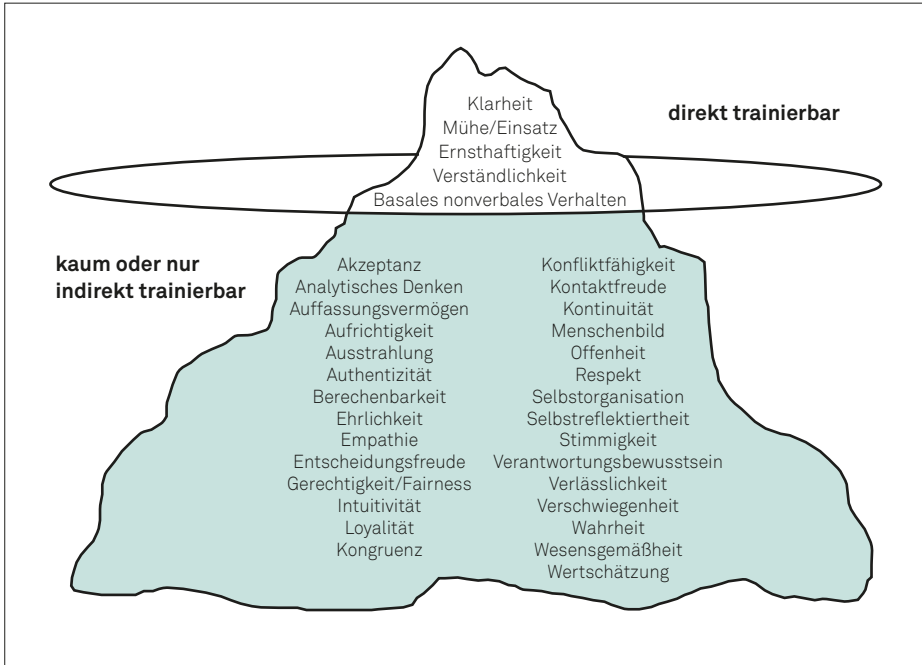 Klarheit
Mühe/Einsatz
Ernsthaftigkeit
Verständlichkeit
Basales nonverbales Verhalten
direkt trainierbar
kaum oder nur
indirekt trainierbar
Akzeptanz
Analytisches Denken
Auffassungsvermögen
Aufrichtigkeit
Ausstrahlung
Authentizität
Berechenbarkeit
Ehrlichkeit
Empathie
Entscheidungsfreude
Gerechtigkeit/Fairness
Intuitivität
Loyalität
Kongruenz
Konfliktfähigkeit
Kontaktfreude
Kontinuität
Menschenbild
Offenheit
Respekt
Selbstorganisation
Selbstreflektiertheit
Stimmigkeit
Verantwortungsbewusstsein
Verlässlichkeit
Verschwiegenheit
Wahrheit
Wesensgemäßheit
Wertschätzung